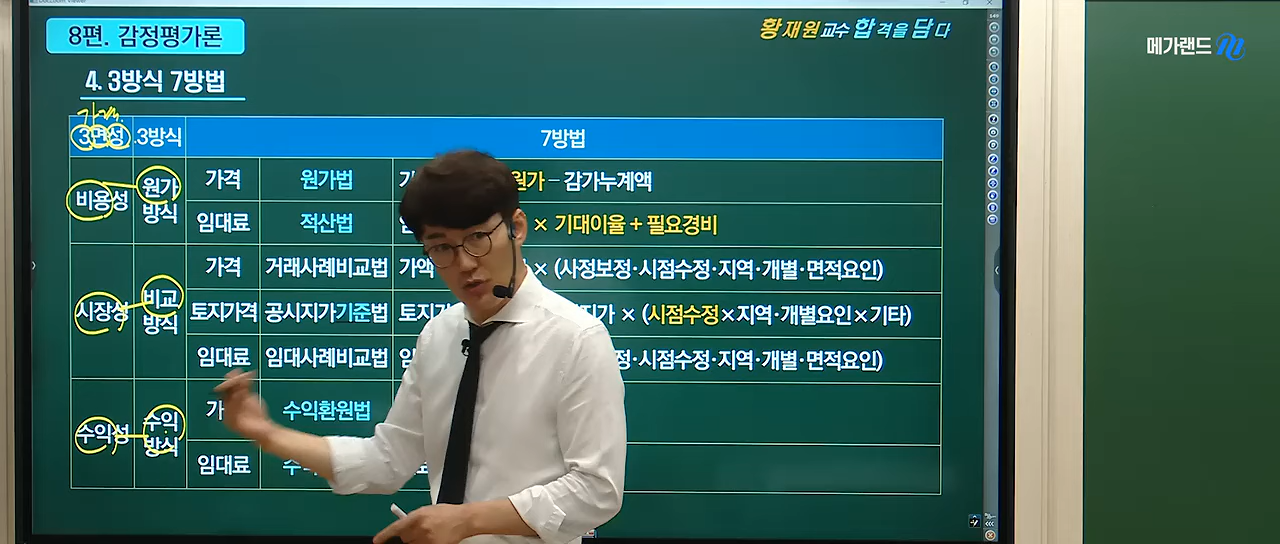 8편. 감정평가론
황재원 교수 합격을 담다
메가랜드
4. 3방식 7방법
3면성 3방식 7방법
비용성 원가방식 가격 원가법 원가 - 감가누계액
임대료 적산법 × 기대이율 + 필요경비
시장성 비교방식 가격 거래사례비교법 가액 × (사정보정·시점수정·지역·개별·면적요인)
토지가격 공시지가기준법 × (시점수정×지역·개별요인×기타)
임대료 임대사례비교법 시점수정·지역·개별·면적요인)
수익성 수익방식 수익환원법
임대료